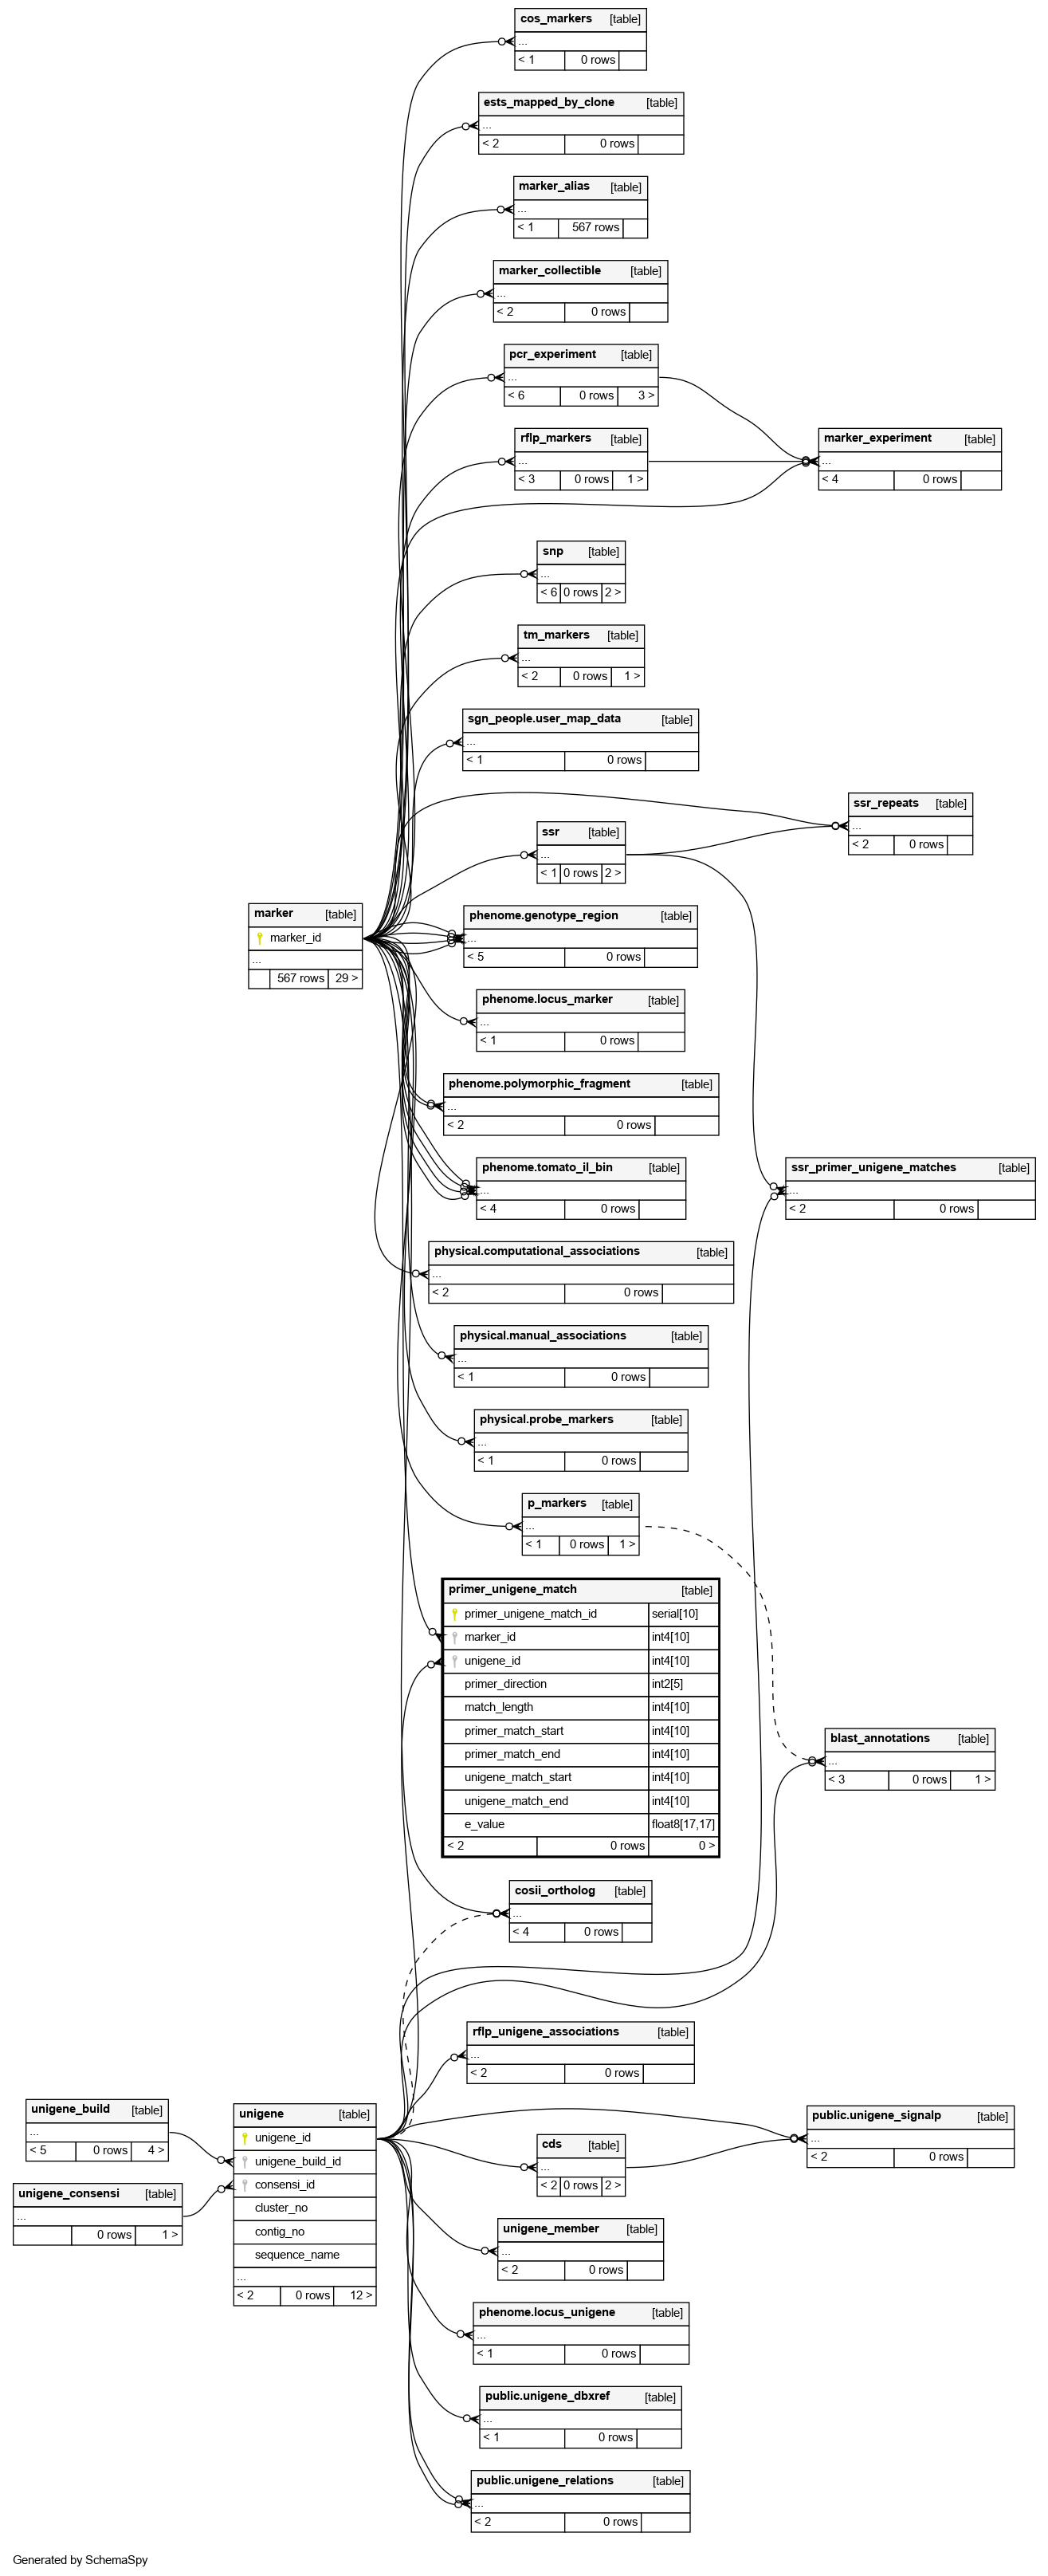 cos_markers [table]
...
< 1 0 rows
ests_mapped_by_clone [table]
...
< 2 0 rows
marker_alias [table]
...
< 1 567 rows
marker_collectible [table]
...
< 2 0 rows
pcr_experiment [table]
...
< 6 0 rows 3 >
rflp_markers [table]
...
< 3 0 rows 1 >
marker_experiment [table]
...
< 4 0 rows
snp [table]
...
< 6 0 rows 2 >
tm_markers [table]
...
< 2 0 rows 1 >
sgn_people.user_map_data [table]
...
< 1 0 rows
ssr_repeats [table]
...
< 2 0 rows
ssr [table]
...
< 1 0 rows 2 >
marker [table]
marker_id
...
567 rows 29 >
phenome.genotype_region [table]
...
< 5 0 rows
phenome.locus_marker [table]
...
< 1 0 rows
phenome.polymorphic_fragment [table]
...
< 2 0 rows
phenome.tomato_il_bin [table]
...
< 4 0 rows
ssr_primer_unigene_matches [table]
...
< 2 0 rows
physical.computational_associations [table]
...
< 2 0 rows
physical.manual_associations [table]
...
< 1 0 rows
physical.probe_markers [table]
...
< 1 0 rows
p_markers [table]
...
< 1 0 rows 1 >
primer_unigene_match [table]
primer_unigene_match_id serial[10]
marker_id int4[10]
unigene_id int4[10]
primer_direction int2[5]
match_length int4[10]
primer_match_start int4[10]
primer_match_end int4[10]
unigene_match_start int4[10]
unigene_match_end int4[10]
e_value float8[17,17]
< 2 0 rows 0 >
blast_annotations [table]
...
< 3 0 rows 1 >
cosii_ortholog [table]
...
< 4 0 rows
rflp_unigene_associations [table]
...
< 2 0 rows
unigene_build [table]
...
< 5 0 rows 4 >
unigene_consensi [table]
...
0 rows 1 >
unigene [table]
unigene_id
unigene_build_id
consensi_id
cluster_no
contig_no
sequence_name
...
< 2 0 rows 12 >
public.unigene_signalp [table]
...
< 2 0 rows
cds [table]
...
< 2 0 rows 2 >
unigene_member [table]
...
< 2 0 rows
phenome.locus_unigene [table]
...
< 1 0 rows
public.unigene_dbxref [table]
...
< 1 0 rows
public.unigene_relations [table]
...
< 2 0 rows
Generated by SchemaSpy